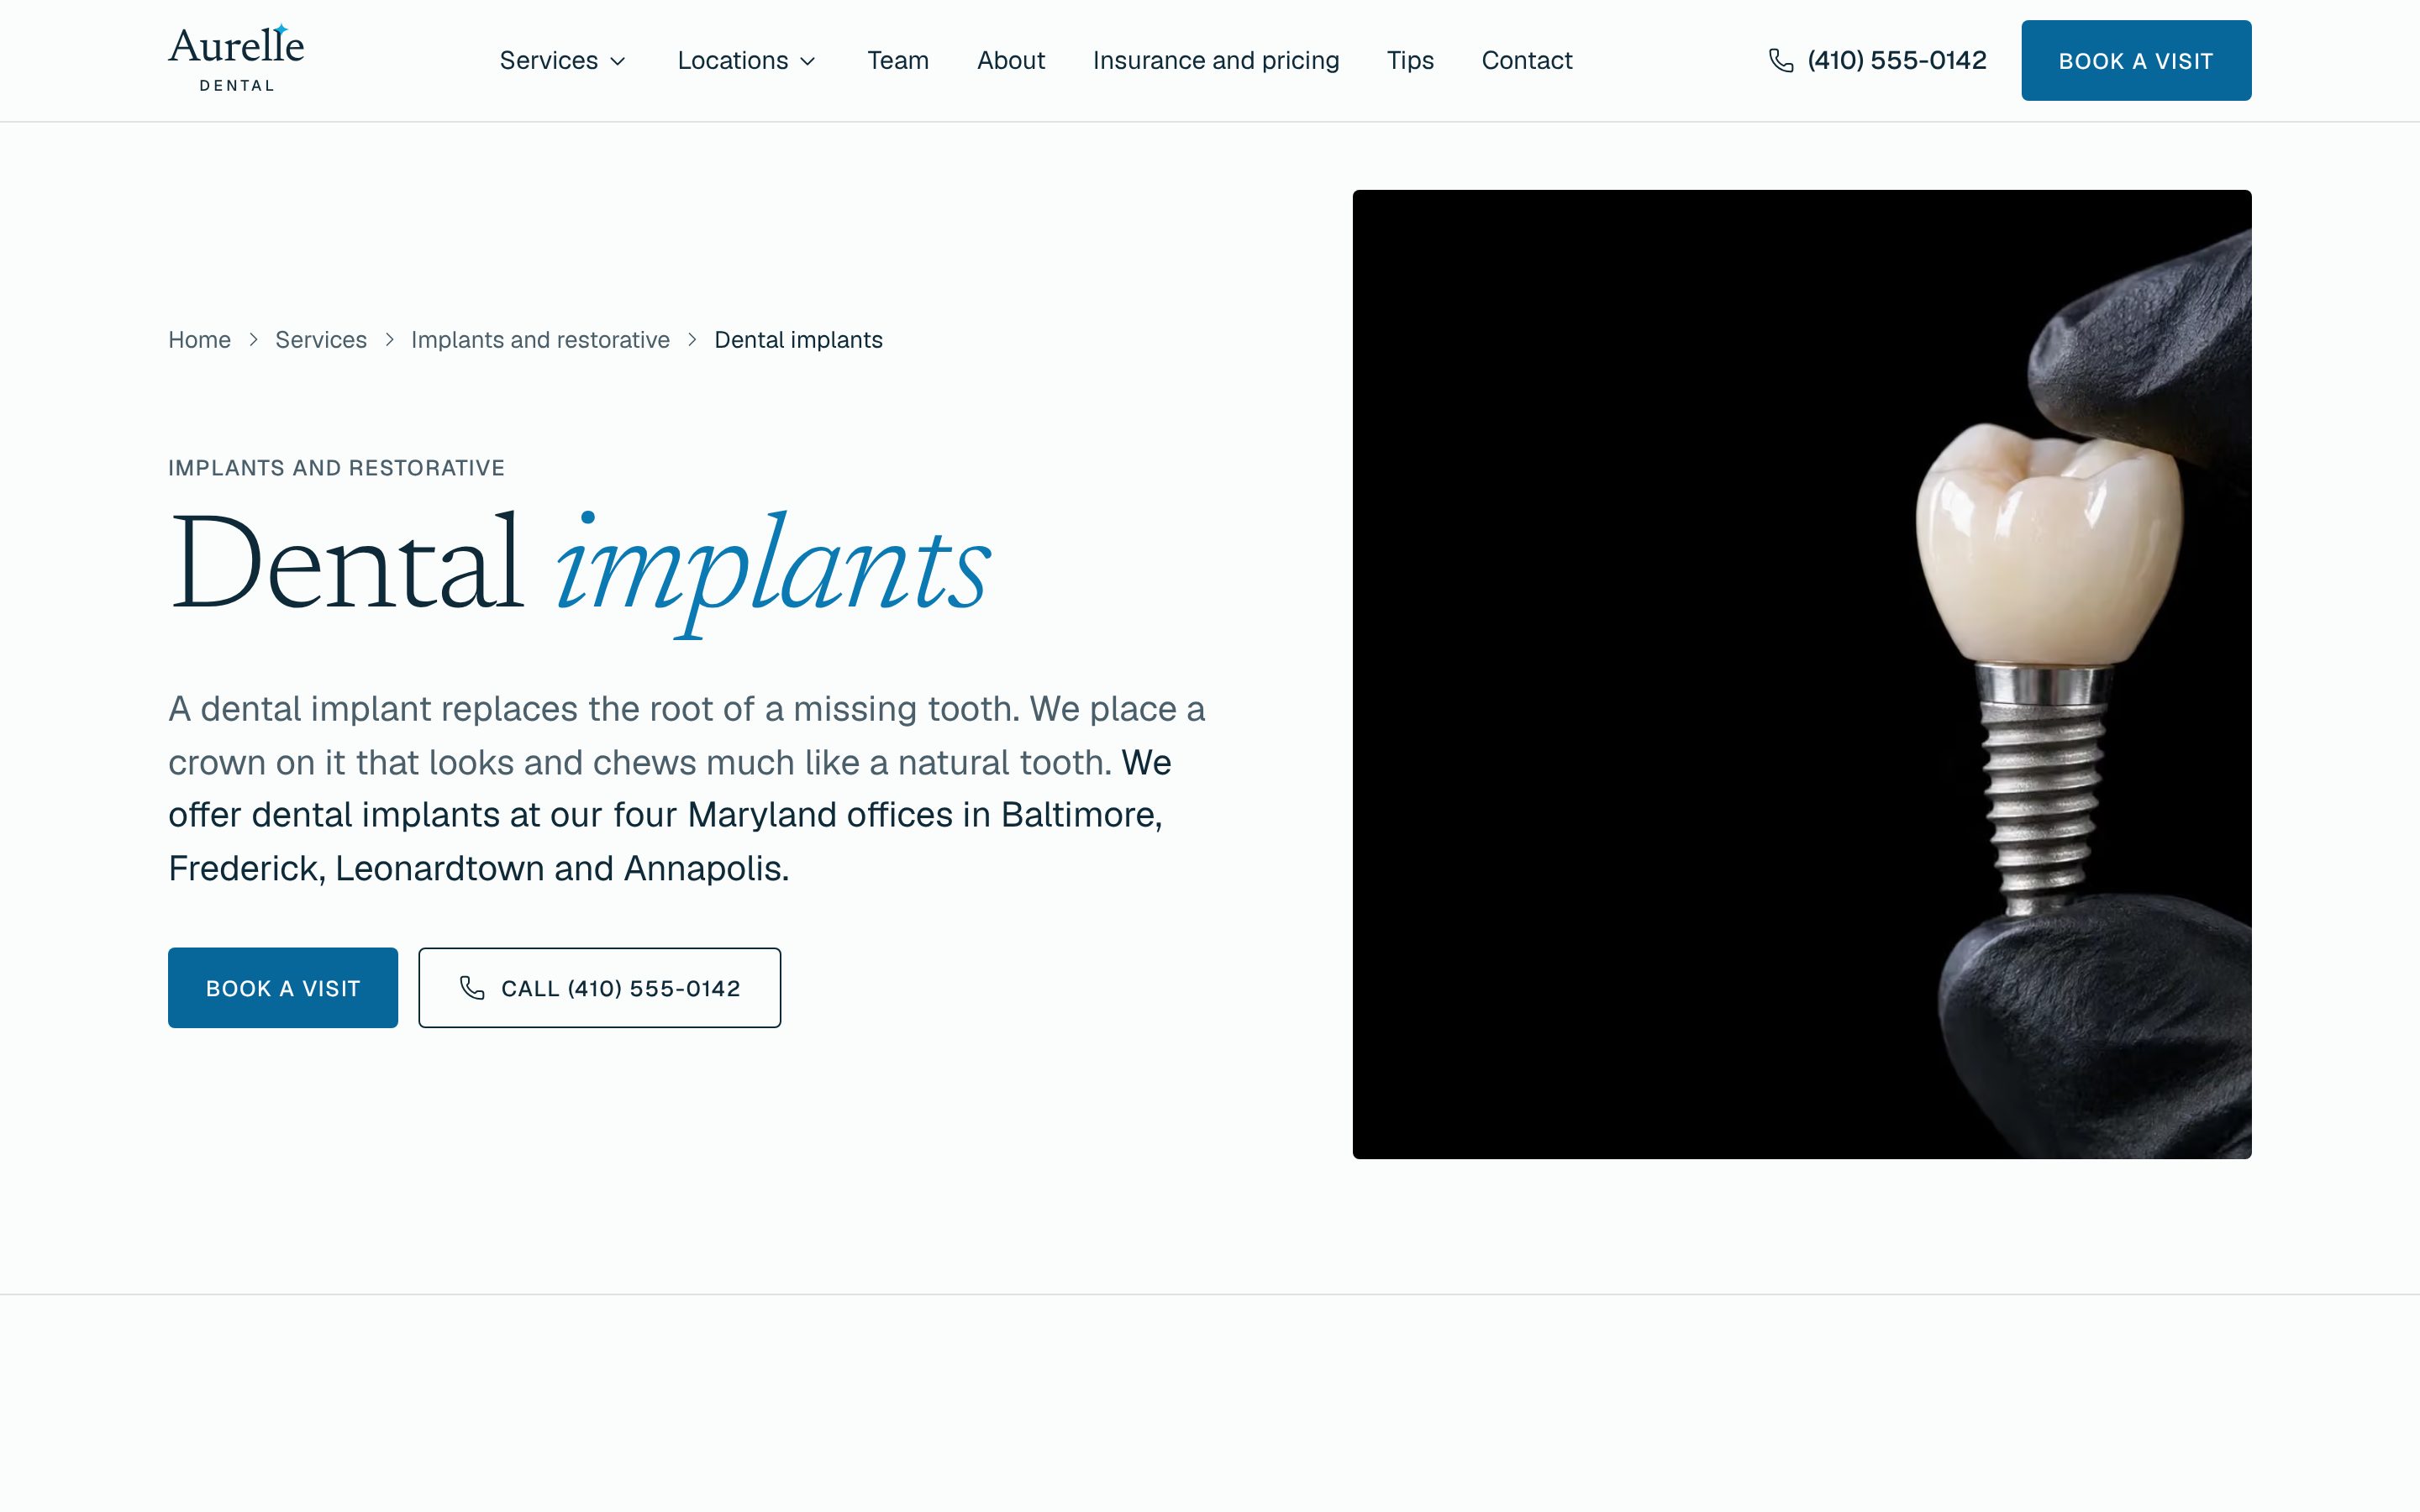 Aurelle
DENTAL
Services
Locations
Team
About
Insurance and pricing
Tips
Contact
(410) 555-0142
BOOK A VISIT
Home
Services
Implants and restorative
Dental implants
IMPLANTS AND RESTORATIVE
Dental implants
A dental implant replaces the root of a missing tooth. We place a
crown on it that looks and chews much like a natural tooth. We
offer dental implants at our four Maryland offices in Baltimore,
Frederick, Leonardtown and Annapolis.
BOOK A VISIT
CALL (410) 555-0142